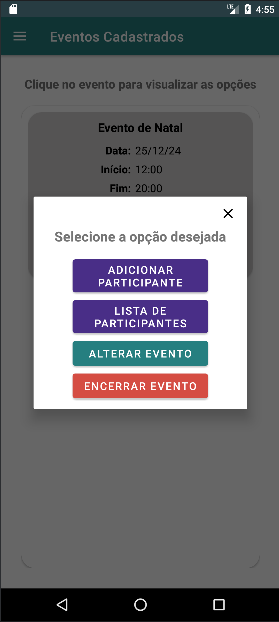 4:55
Eventos Cadastrados
Clique no evento para visualizar as opções
Evento de Natal
Data: 25/12/24
Início: 12:00
Fim: 20:00
Selecione a opção desejada
ADICIONAR
PARTICIPANTE
LISTA DE
PARTICIPANTES
ALTERAR EVENTO
ENCERRAR EVENTO